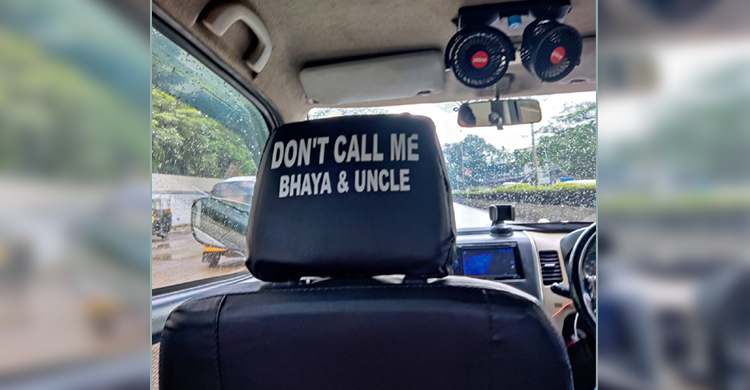 DON'T CALL ME
BHAYA & UNCLE